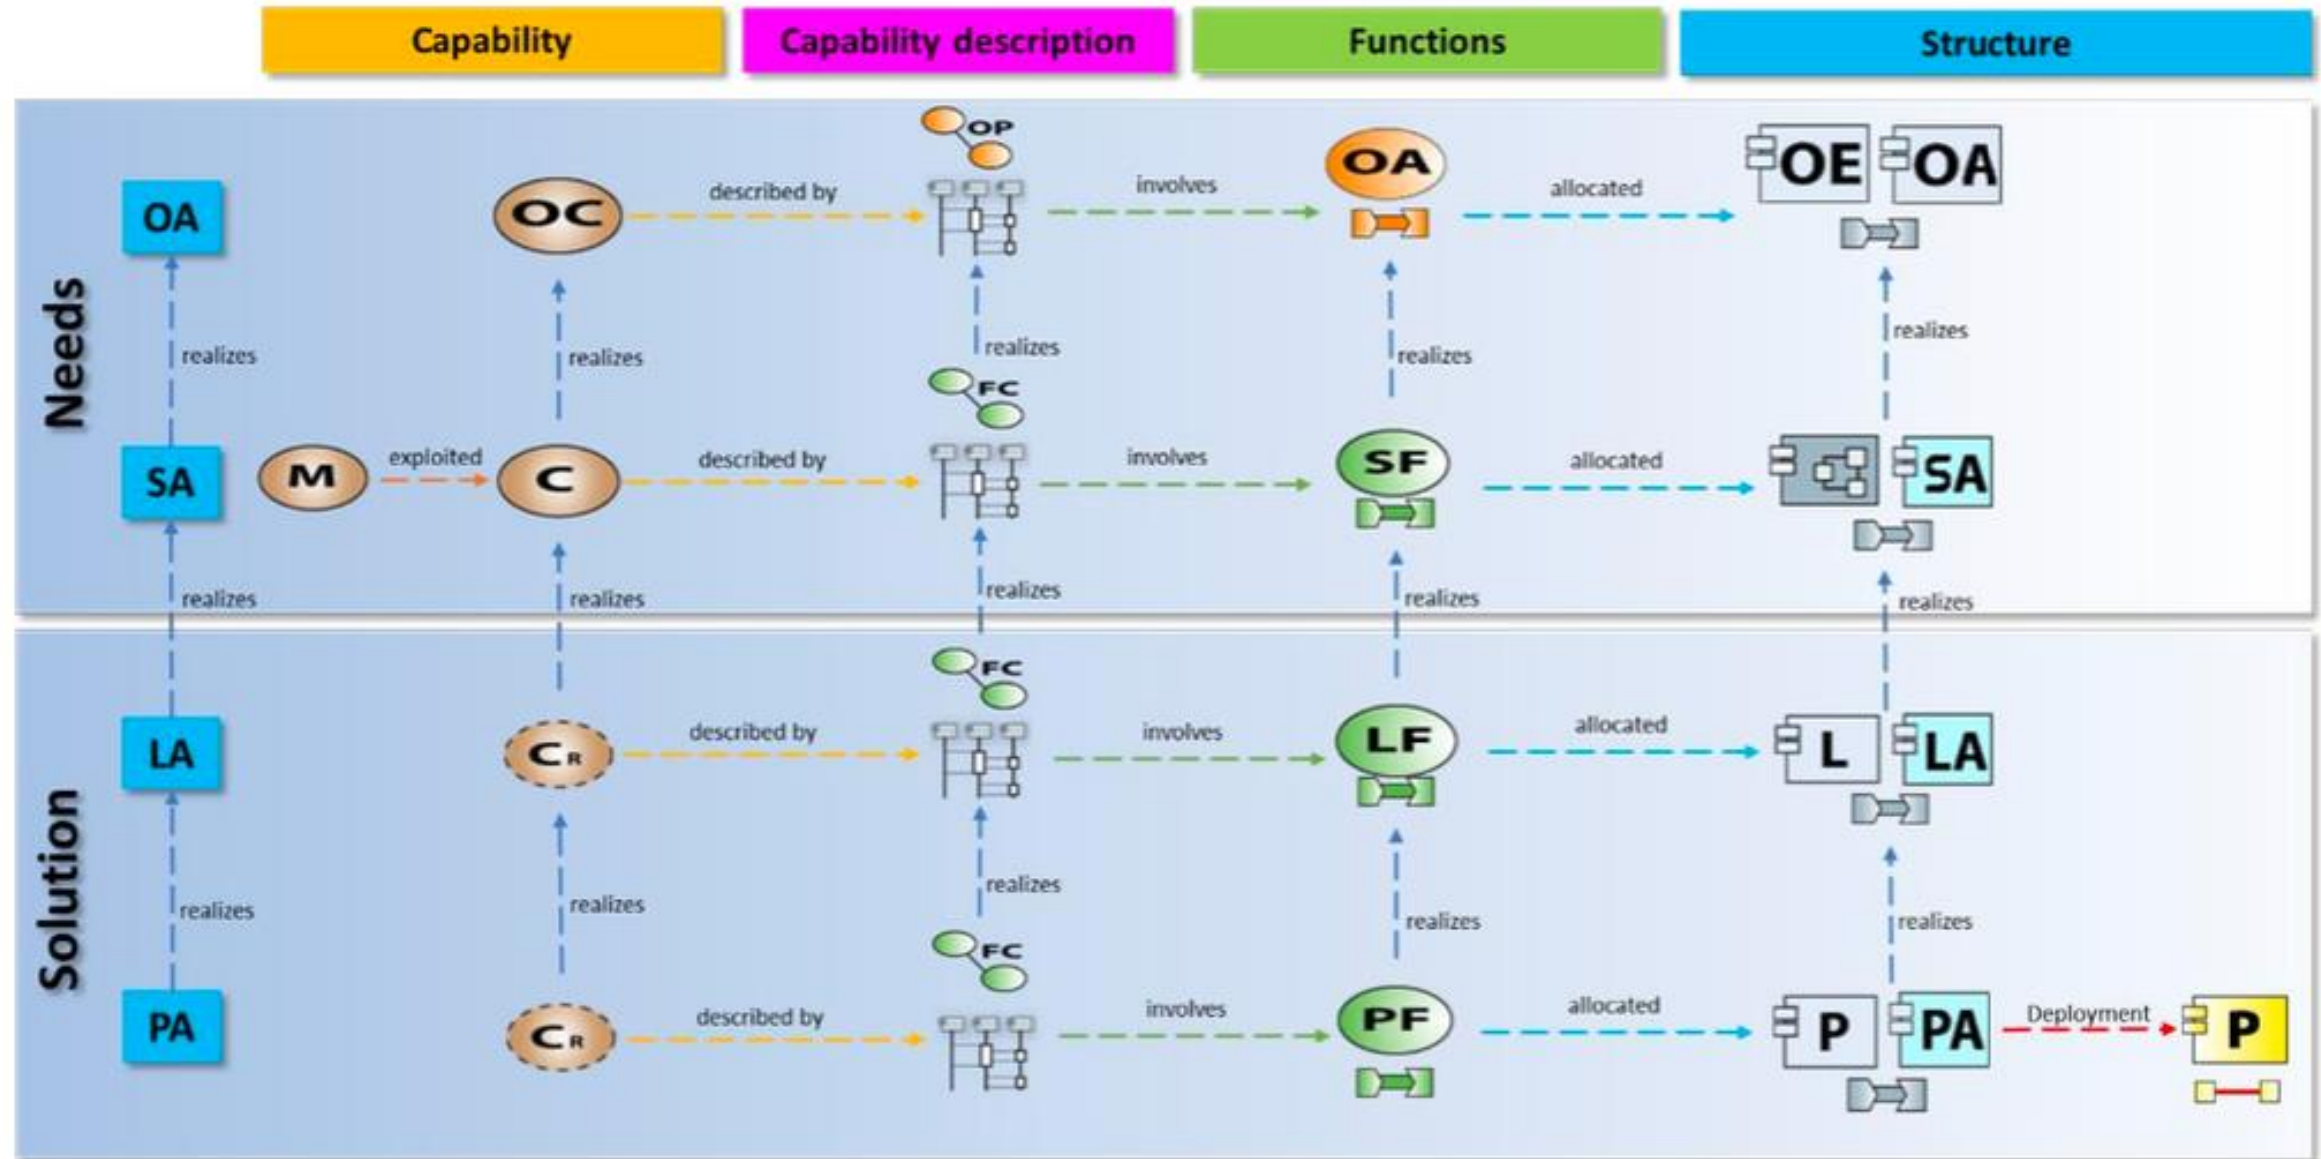 Capability
Capability description
Functions
Structure
Needs
OP
OA
OE
OA
OA
OC
described by
involves
allocated
realizes
realizes
realizes
realizes
realizes
FC
SA
M
exploited
C
described by
involves
SF
allocated
SA
realizes
realizes
realizes
realizes
realizes
Solution
FC
LA
CR
described by
involves
LF
allocated
L
LA
realizes
realizes
realizes
realizes
realizes
FC
PA
CR
described by
involves
PF
allocated
P
PA
Deployment
P